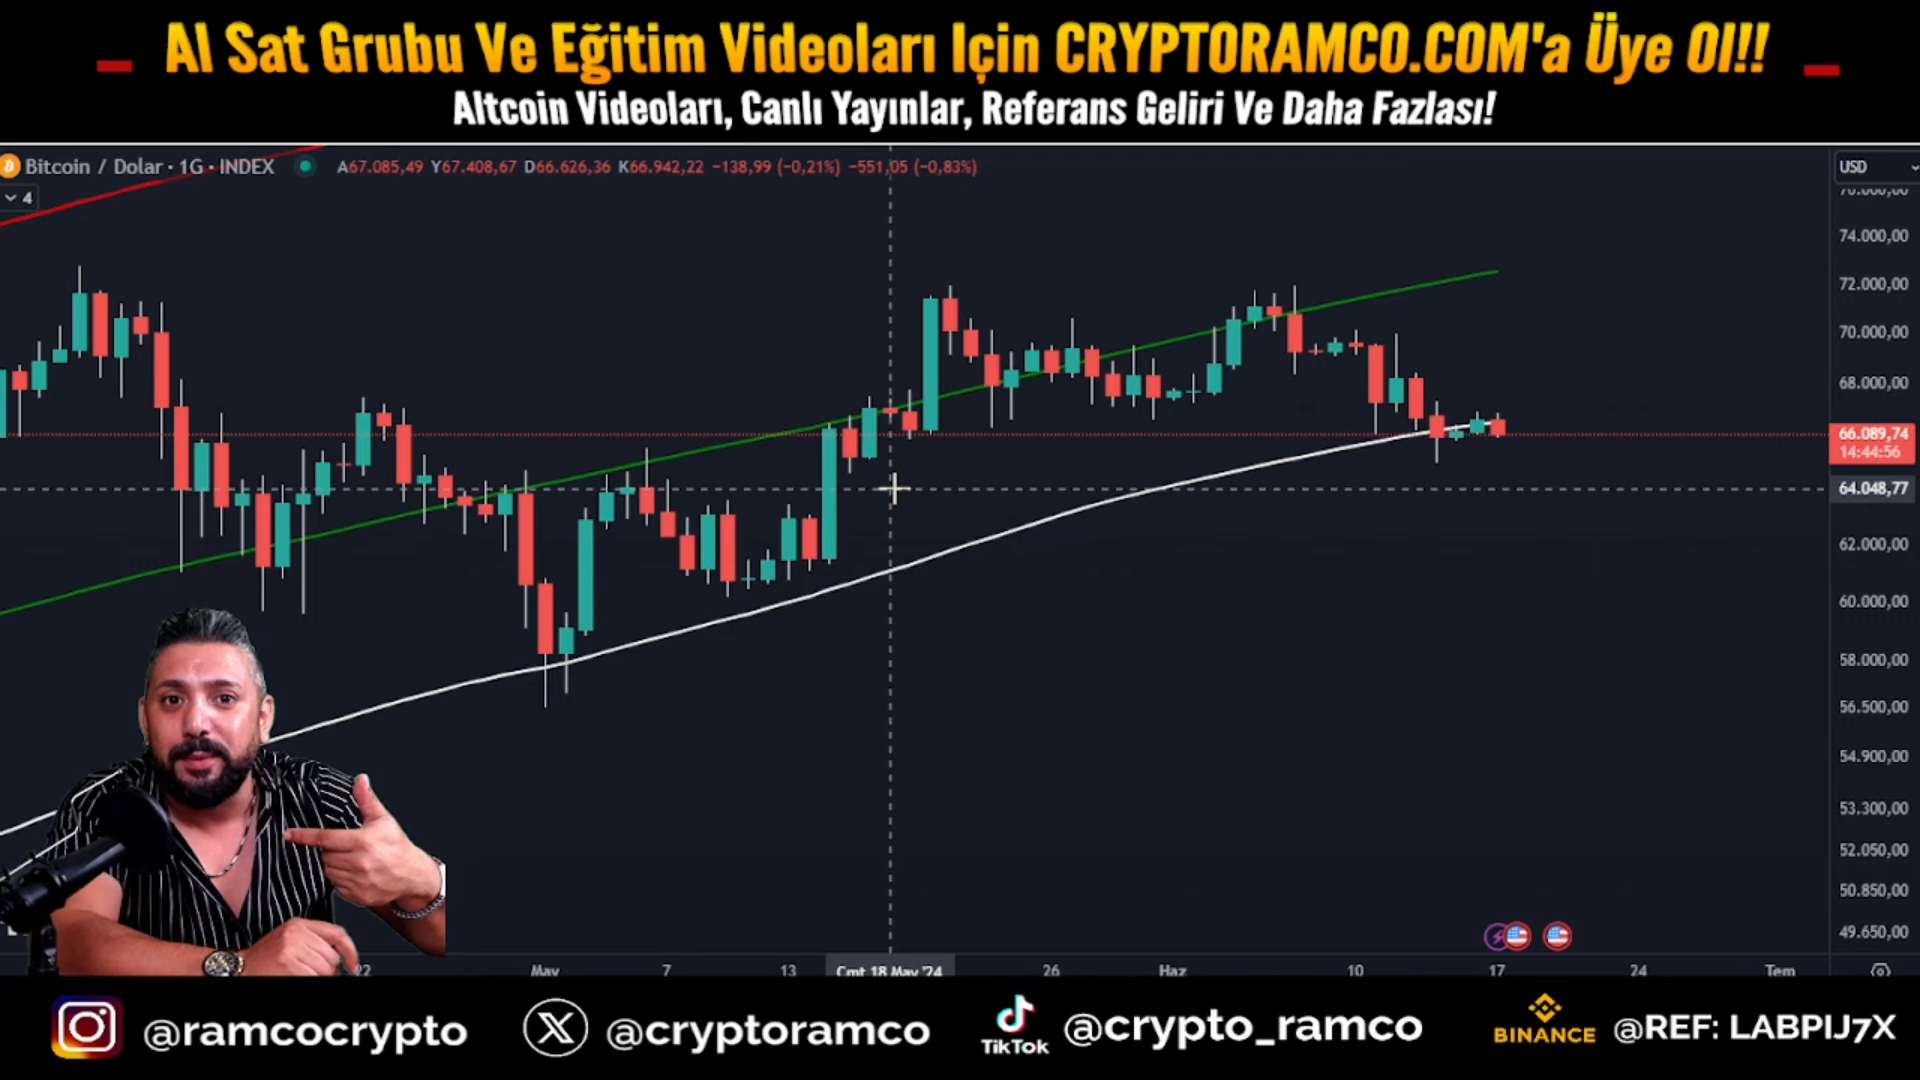 Al Sat Grubu Ve Eğitim Videoları Için CRYPTORAMCO.COM'a Üye Ol!!
Altcoin Videoları, Canlı Yayınlar, Referans Geliri Ve Daha Fazlası!
Bitcoin / Dolar · 1G · INDEX A67.085,49 Y67.408,67 D66.626,36 K66.942,22 −138,99 (−0,21%) −551,05 (−0,83%)
4
USD
74.000,00
72.000,00
70.000,00
68.000,00
66.089,74
14:44:56
64.048,77
62.000,00
60.000,00
58.000,00
56.500,00
54.900,00
53.300,00
52.050,00
50.850,00
49.650,00
22 May 7 13 Cmt 18 May '24 26 Haz 10 17 24 Tem
@ramcocrypto @cryptoramco TikTok @crypto_ramco BINANCE @REF: LABPIJ7X